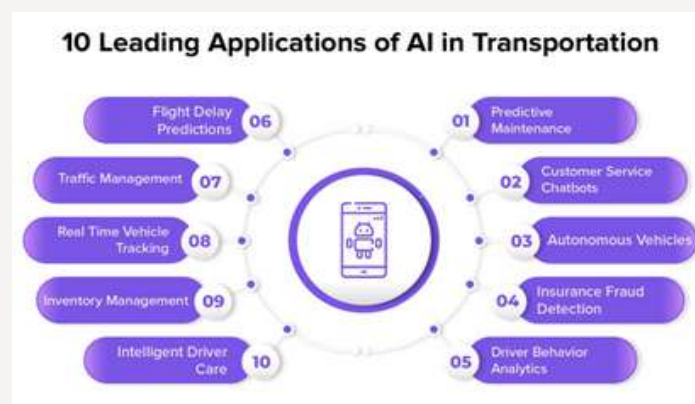 10 Leading Applications of AI in Transportation
Flight Delay
Predictions
06
01
Predictive
Maintenance
Traffic Management
07
02
Customer Service
Chatbots
Real Time Vehicle
Tracking
08
03
Autonomous Vehicles
Inventory Management
09
04
Insurance Fraud
Detection
Intelligent Driver
Care
10
05
Driver Behavior
Analytics